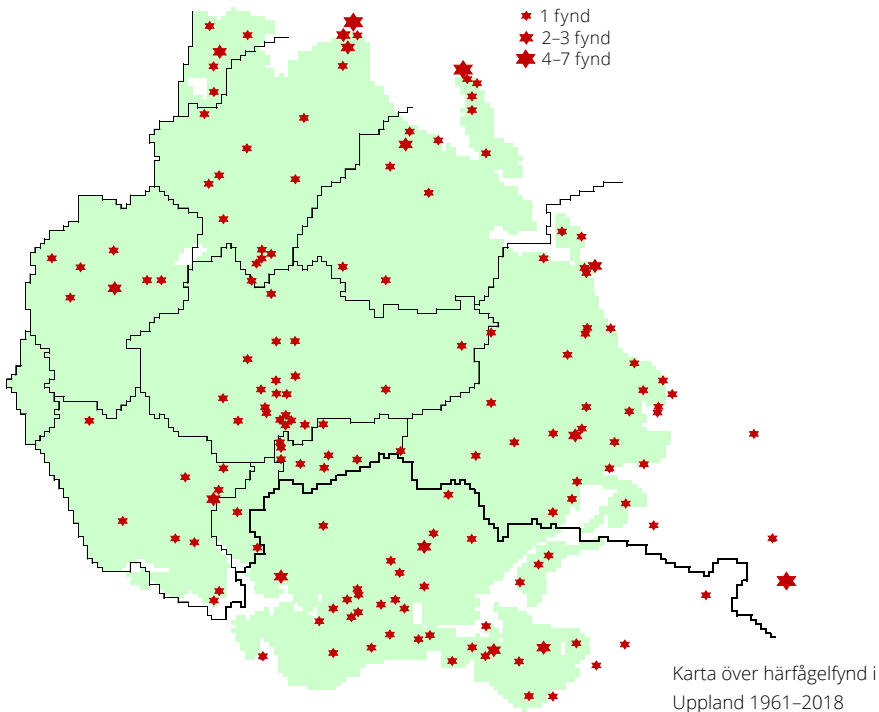 1 fynd
2–3 fynd
4–7 fynd
Karta över härfågelfynd i
Uppland 1961–2018